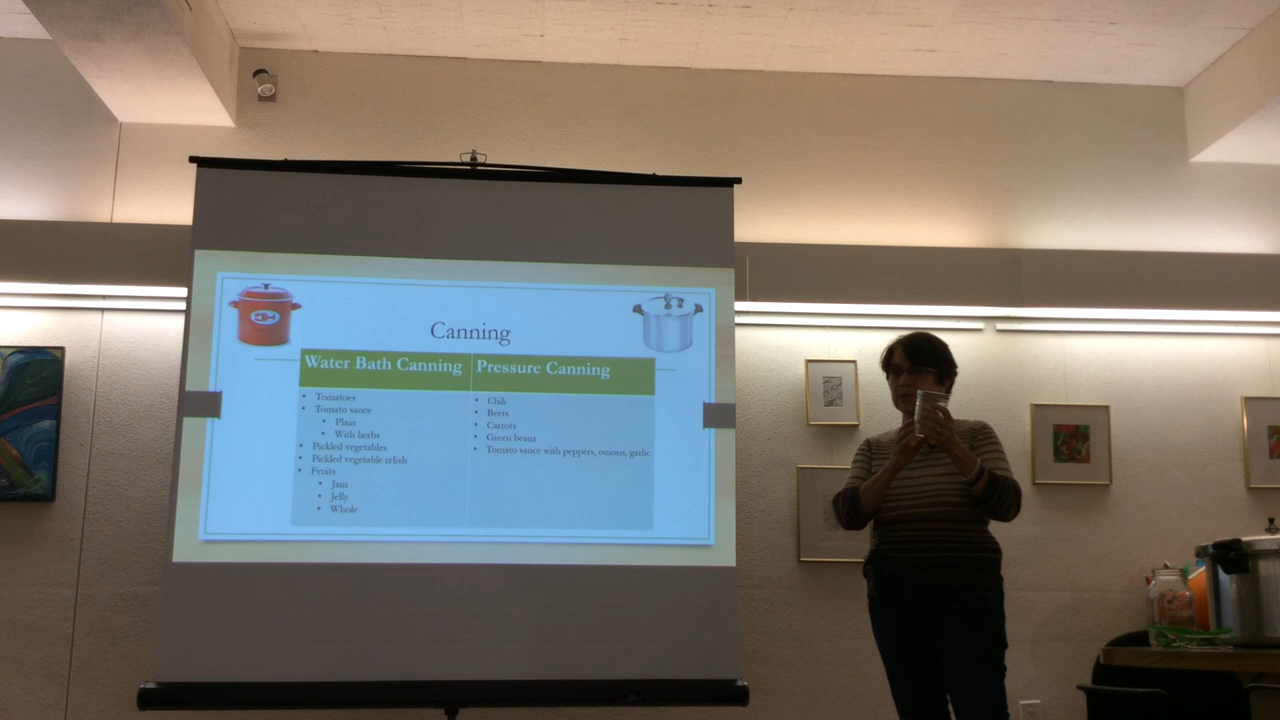 Canning
Water Bath Canning
Pressure Canning
Tomatoes
Tomato sauce
Plain
With herbs
Pickled vegetables
Pickled vegetable relish
Fruits
Jam
Jelly
Whole
Chili
Beets
Carrots
Green beans
Tomato sauce with peppers, onions, garlic